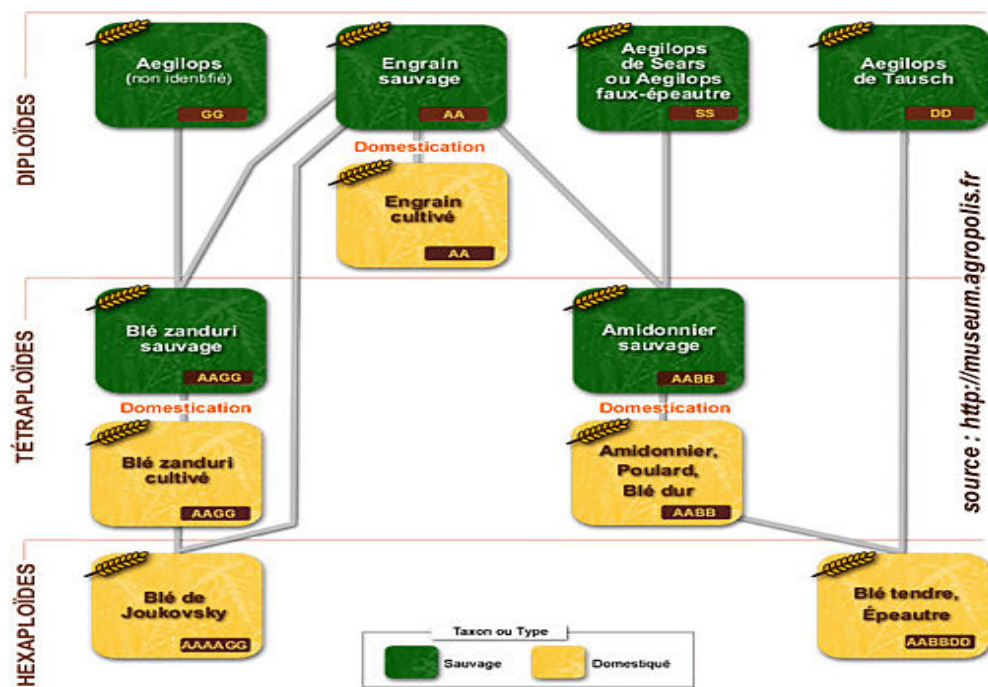 DIPLOÏDES
Aegilops
(non identifié)
GG
Engrain
sauvage
AA
Aegilops
de Sears
ou Aegilops
faux-épeautre
SS
Aegilops
de Tausch
DD
Domestication
Engrain
cultivé
AA
TÉTRAPLOÏDES
Blé zanduri
sauvage
AAGG
Amidonnier
sauvage
AABB
Domestication
Domestication
Blé zanduri
cultivé
AAGG
Amidonnier,
Poulard,
Blé dur
AABB
HEXAPLOÏDES
Blé de
Joukovsky
AAAAGG
Blé tendre,
Épeautre
AABBDD
Taxon ou Type
Sauvage
Domestiqué
source : http://museum.agropolis.fr